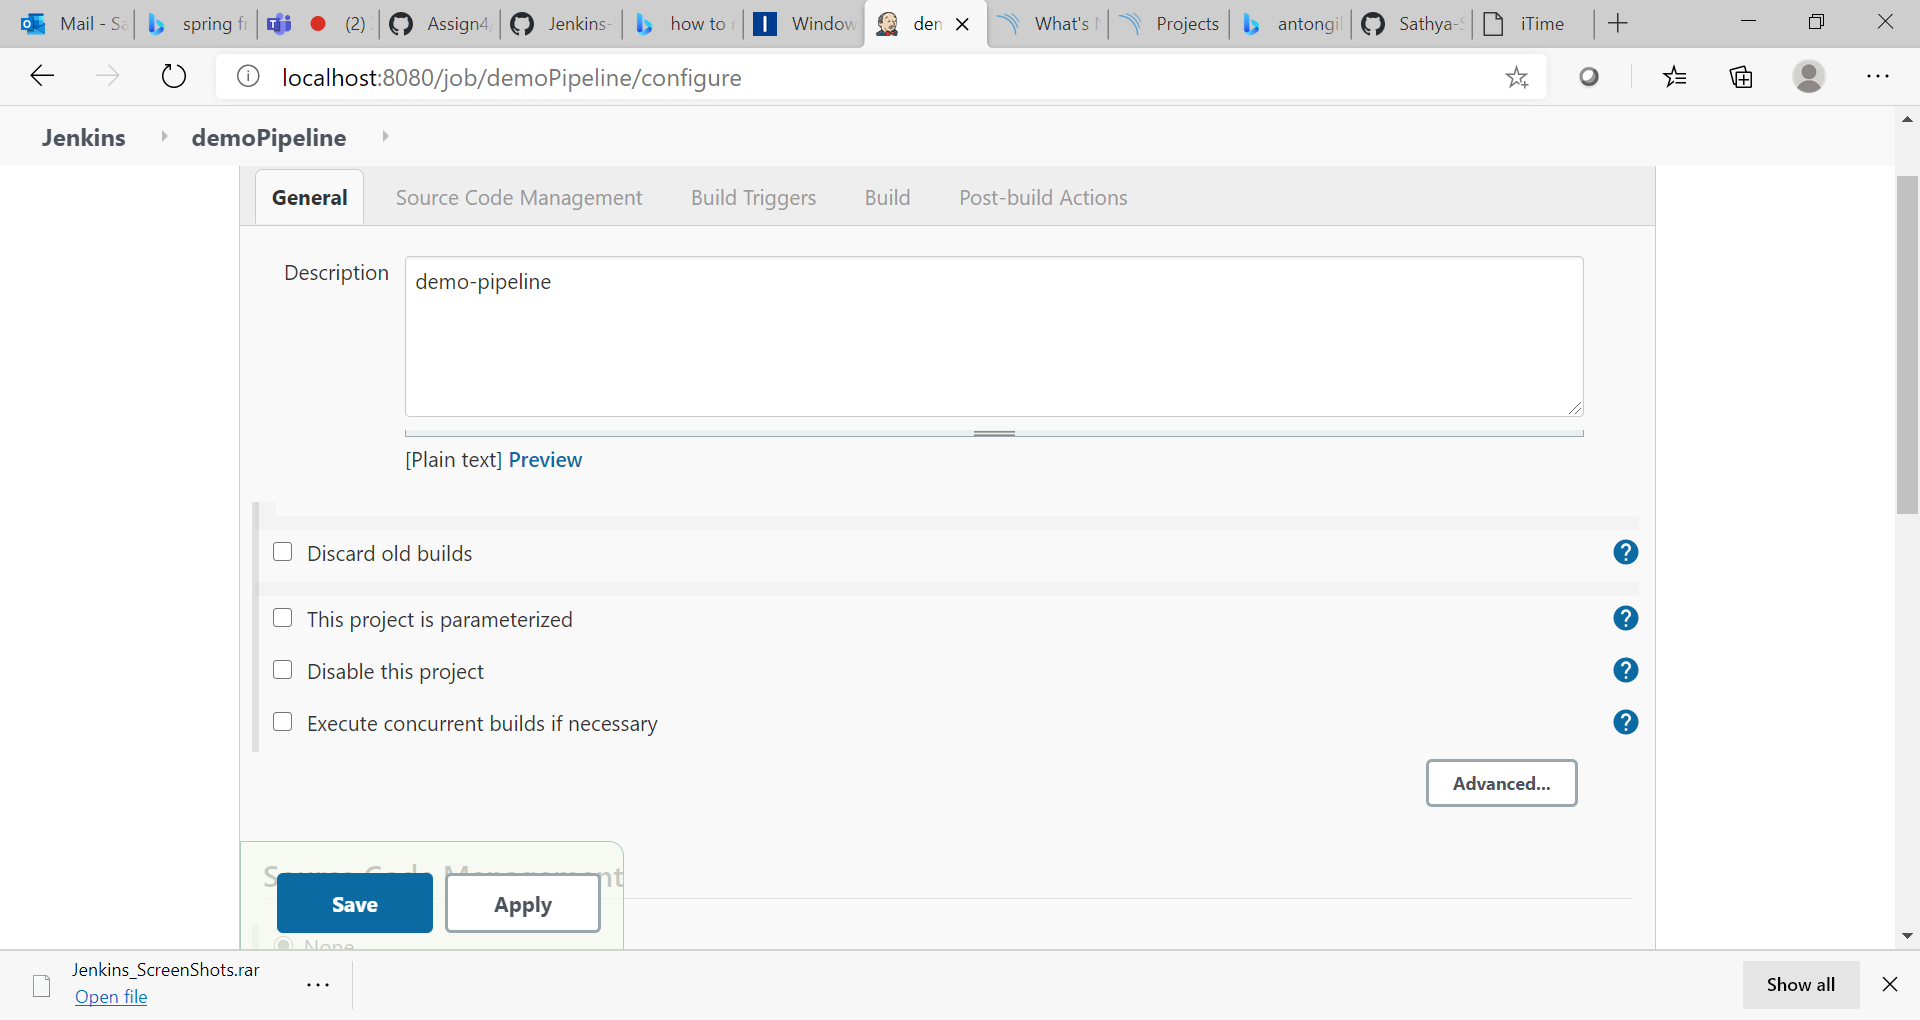 Mail - Sa
spring fr
(2)
Assign4
Jenkins-
how to
Window
den
What's
Projects
antongil
Sathya-S
iTime
localhost:8080/job/demoPipeline/configure
Jenkins
demoPipeline
General
Source Code Management
Build Triggers
Build
Post-build Actions
Description
demo-pipeline
[Plain text] Preview
Discard old builds
This project is parameterized
Disable this project
Execute concurrent builds if necessary
Advanced...
Source Code Management
Save
Apply
None
Jenkins_ScreenShots.rar
Open file
Show all